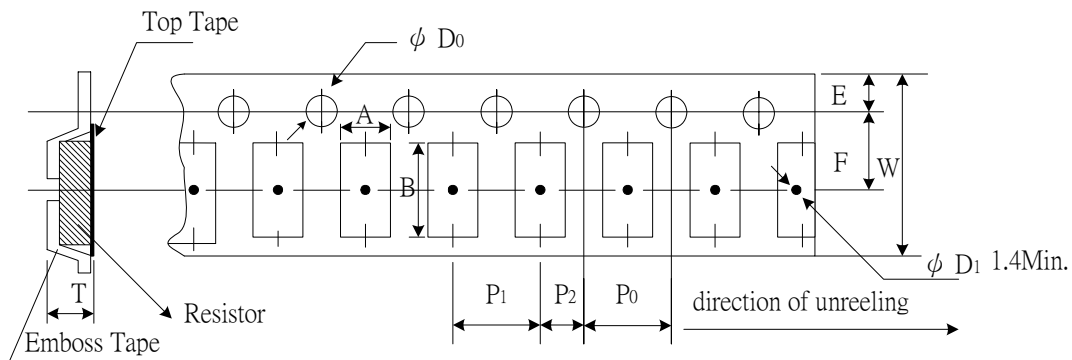 Top Tape
ϕ D0
A
E
F
W
B
ϕ D1 1.4Min.
P1
P2
P0
direction of unreeling
T
Resistor
Emboss Tape